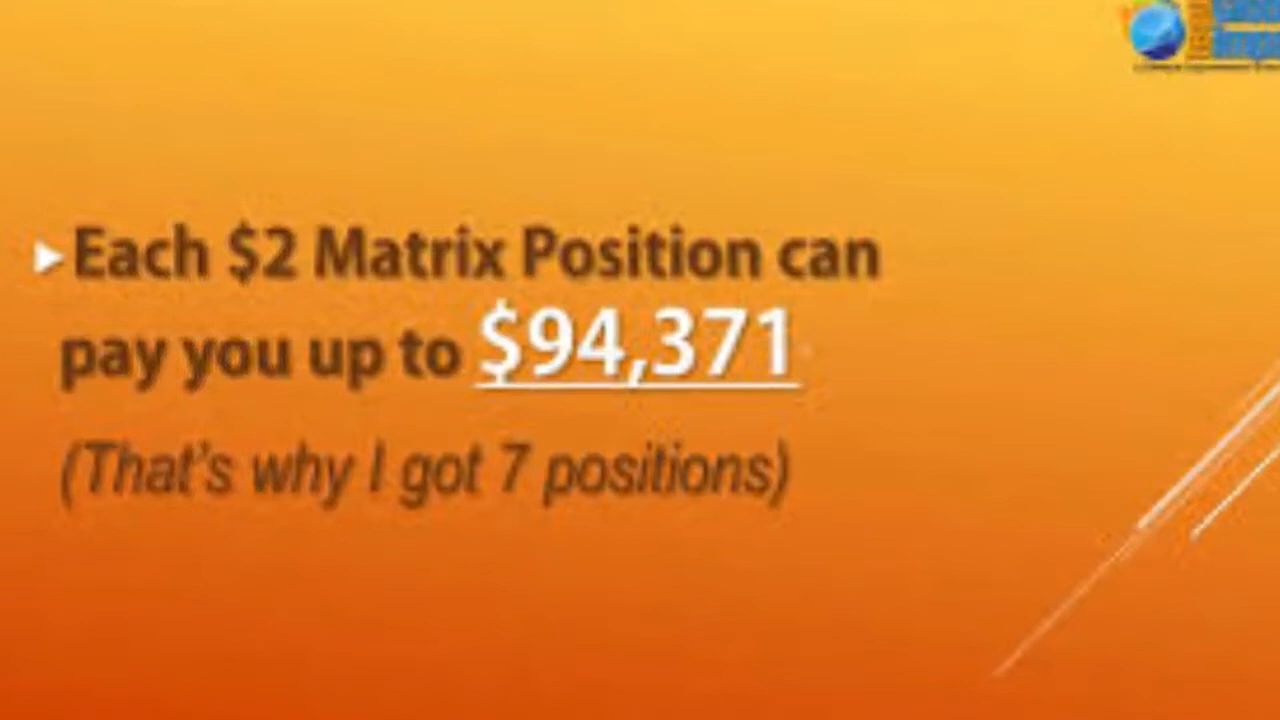 Each $2 Matrix Position can
pay you up to $94,371
(That's why I got 7 positions)